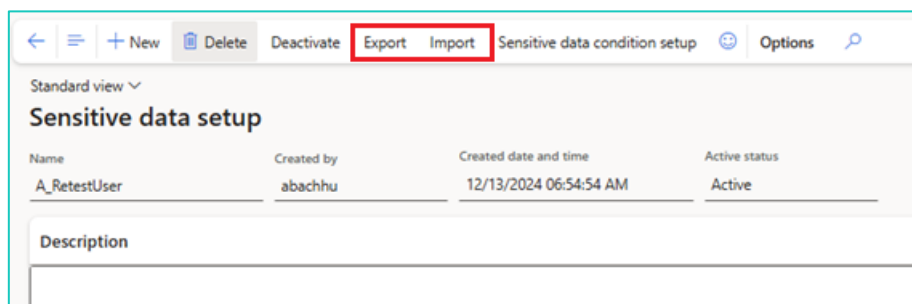 New Delete Deactivate Export Import Sensitive data condition setup Options
Standard view
Sensitive data setup
Name Created by Created date and time Active status
A_RetestUser abachhu 12/13/2024 06:54:54 AM Active
Description